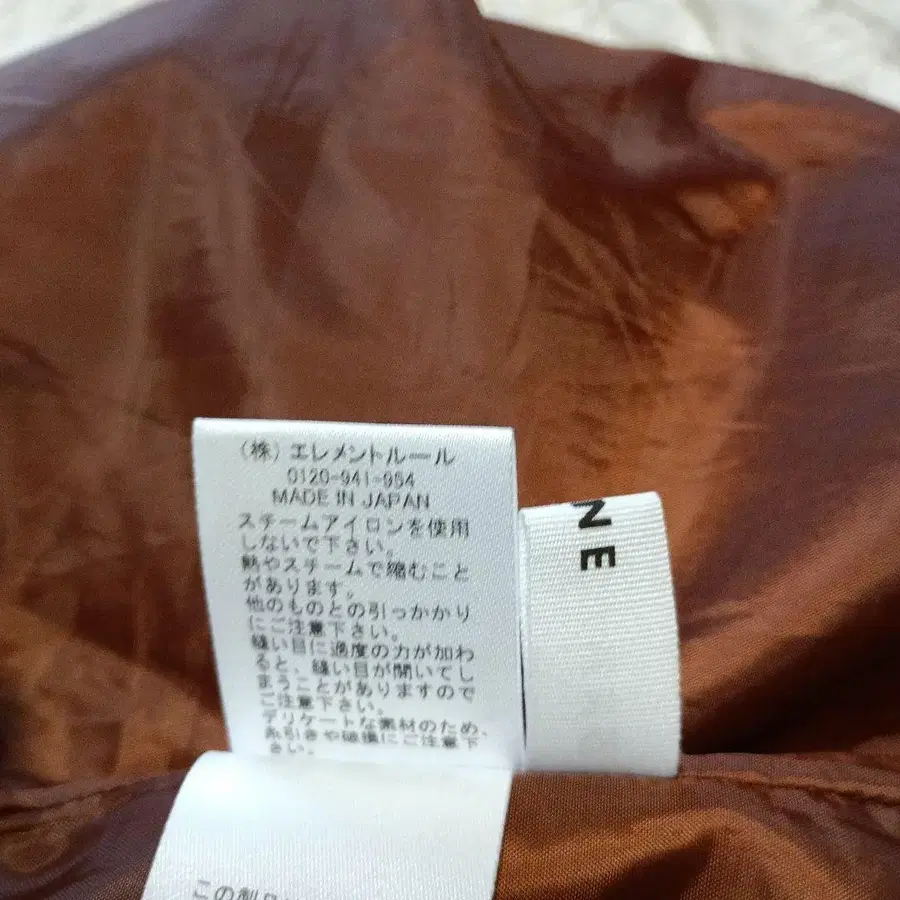 (株)エレメントルール
0120-941-954
MADE IN JAPAN
スチームアイロンを使用
しないで下さい。
熱やスチームで縮むこと
があります。
他のものとの引っかかり
にご注意下さい。
縫い目に過度の力が加わ
ると、縫い目が開いてし
まうことがありますので
ご注意下さい。
デリケートな素材のため、
糸引きや破損にご注意下
さい。
NE
この製品